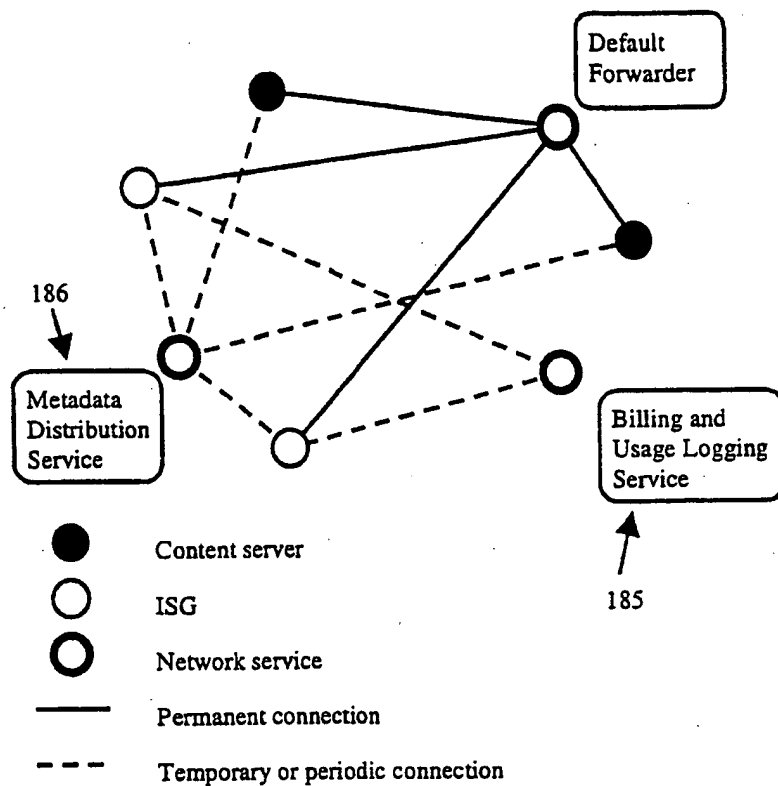 Default
Forwarder
186
Metadata
Distribution
Service
Billing and
Usage Logging
Service
185
Content server
ISG
Network service
Permanent connection
Temporary or periodic connection